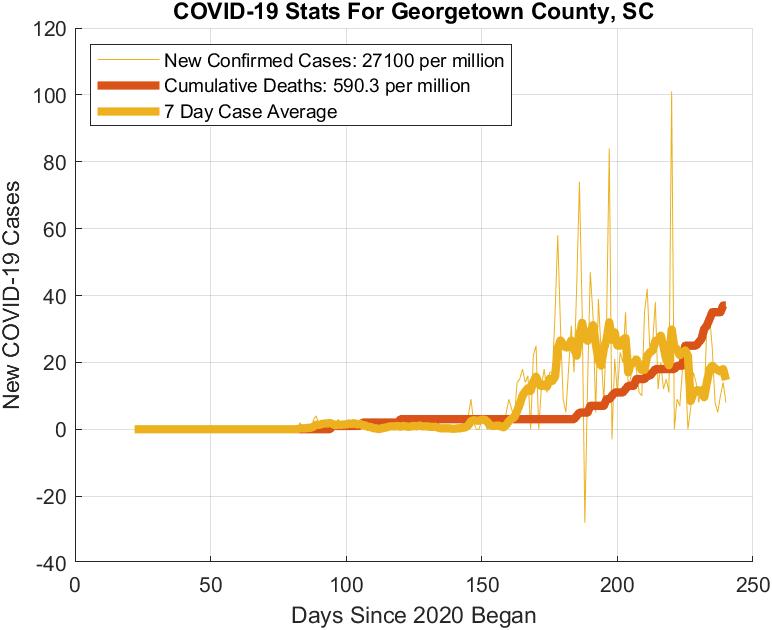 COVID-19 Stats For Georgetown County, SC
New Confirmed Cases: 27100 per million
Cumulative Deaths: 590.3 per million
7 Day Case Average
New COVID-19 Cases
120
100
80
60
40
20
0
-20
-40
0 50 100 150 200 250
Days Since 2020 Began